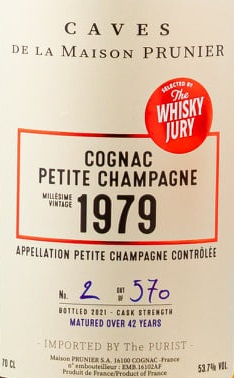 CAVES
DE LA MAISON PRUNIER
SELECTED BY
The
WHISKY
JURY
COGNAC
PETITE CHAMPAGNE
MILLÉSIME
VINTAGE
1979
APPELLATION PETITE CHAMPAGNE CONTRÔLÉE
No. 2 OUT OF 570
BOTTLED 2021 - CASK STRENGTH
MATURED OVER 42 YEARS
- IMPORTED BY THE PURIST -
70 CL
Maison PRUNIER S.A. 16100 COGNAC -France
n° embouteilleur : EMB.16102AF
Produit de France/Product of France
53.7% VOL